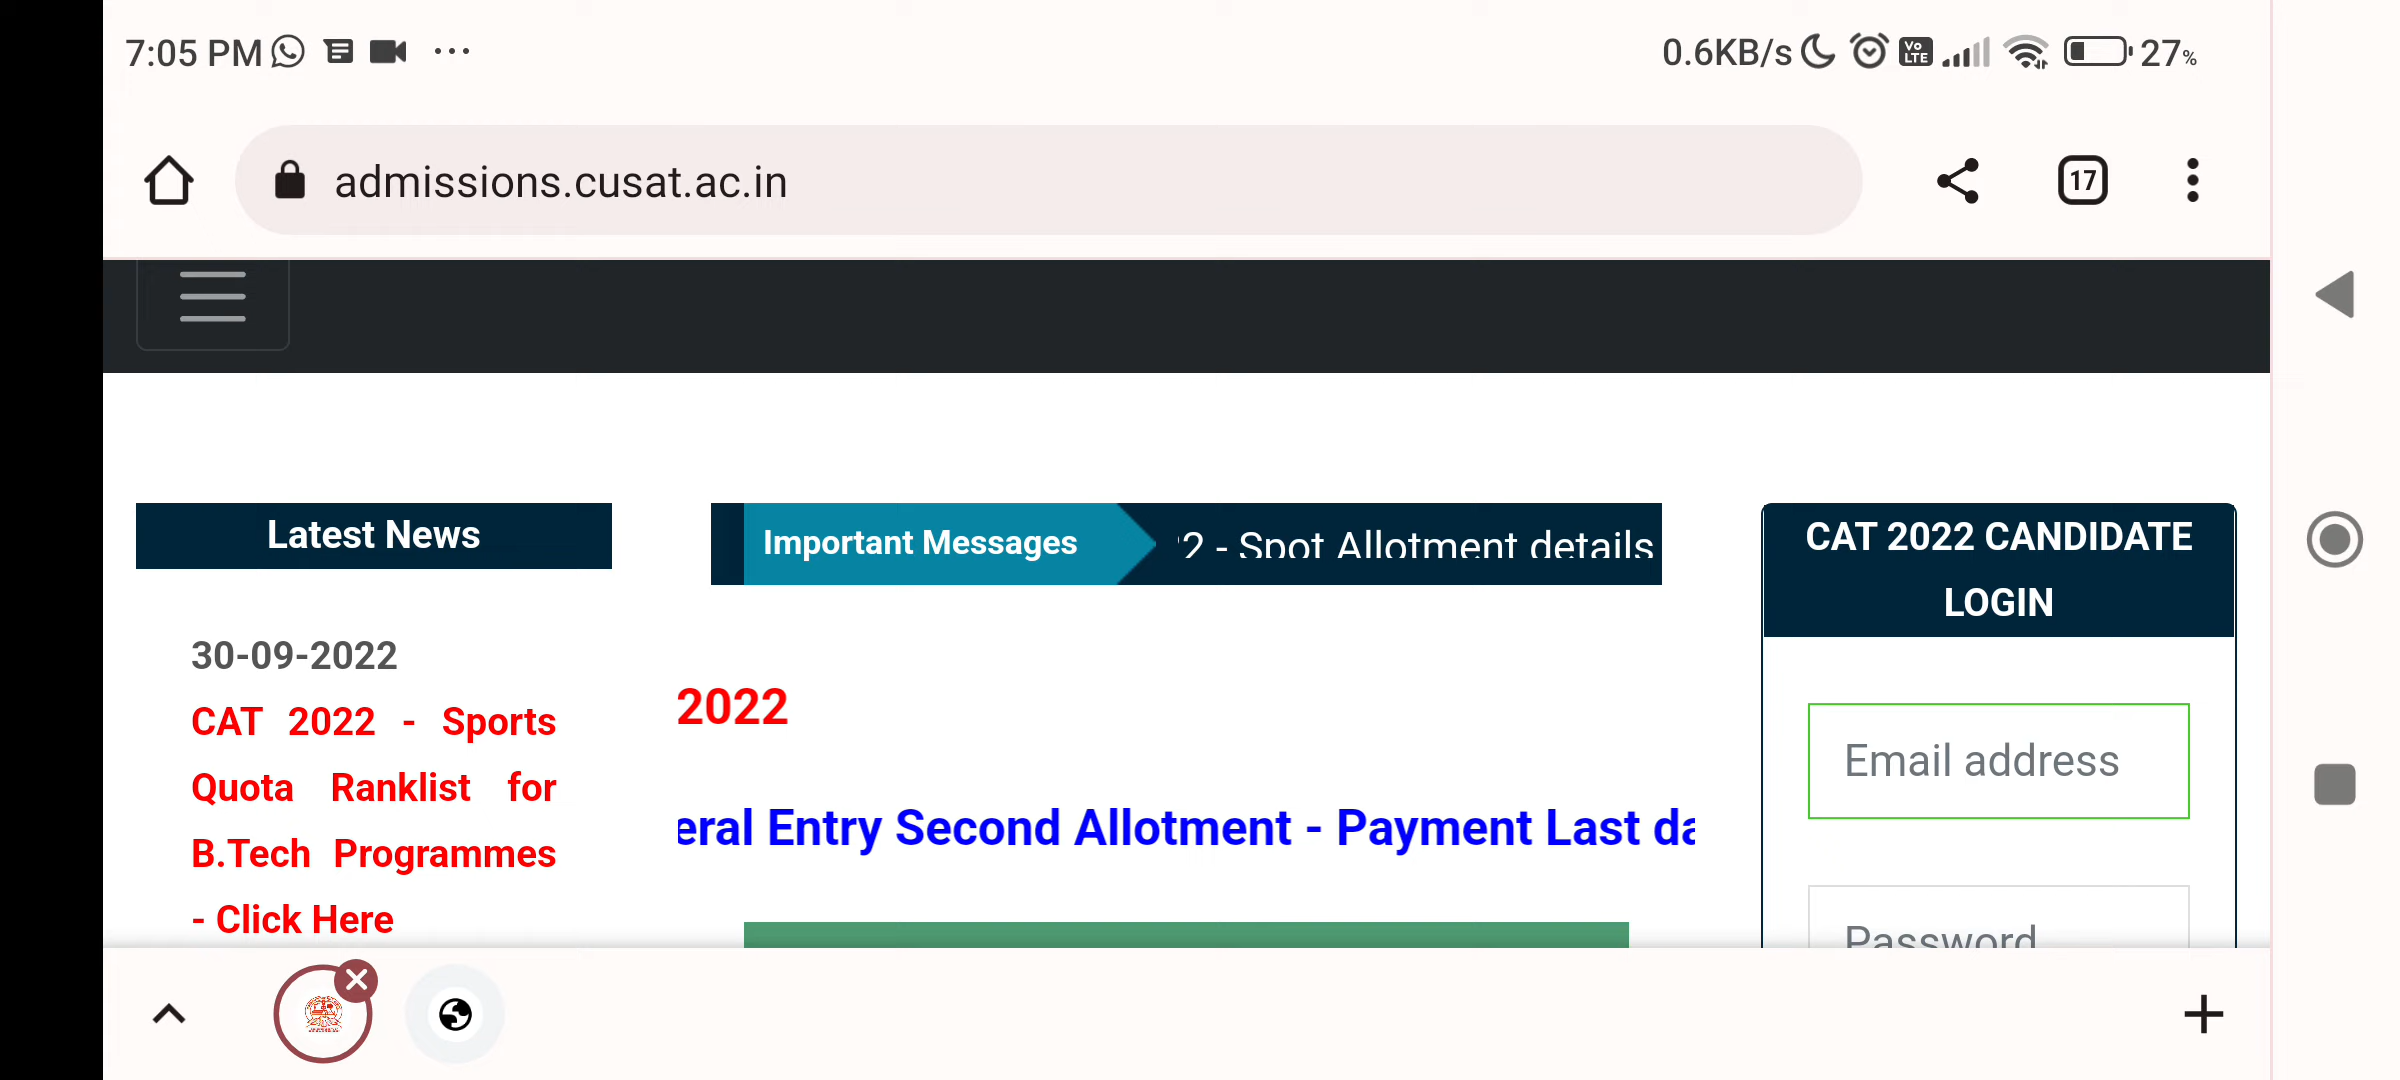 7:05 PM
0.6KB/s
Vo LTE
27%
admissions.cusat.ac.in
17
Latest News
30-09-2022
CAT 2022 - Sports
Quota Ranklist for
B.Tech Programmes
- Click Here
Important Messages
2 - Spot Allotment details
2022
eral Entry Second Allotment - Payment Last da
CAT 2022 CANDIDATE
LOGIN
Email address
Password